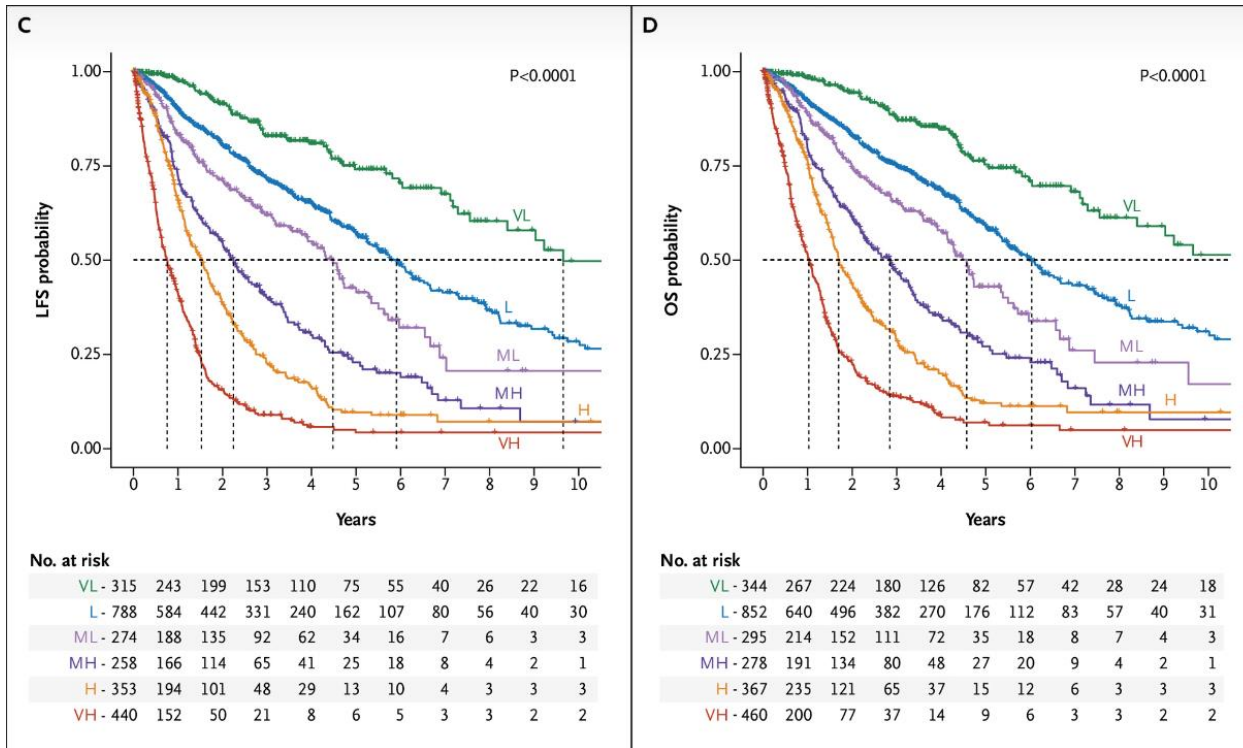 C
P<0.0001
1.00
0.75
0.50
0.25
0.00
LFS probability
VL
L
ML
MH
H
VH
0 1 2 3 4 5 6 7 8 9 10
Years
No. at risk
VL - 315 243 199 153 110 75 55 40 26 22 16
L - 788 584 442 331 240 162 107 80 56 40 30
ML - 274 188 135 92 62 34 16 7 6 3 3
MH - 258 166 114 65 41 25 18 8 4 2 1
H - 353 194 101 48 29 13 10 4 3 3 3
VH - 440 152 50 21 8 6 5 3 3 2 2
D
P<0.0001
1.00
0.75
0.50
0.25
0.00
OS probability
VL
L
ML
MH
H
VH
0 1 2 3 4 5 6 7 8 9 10
Years
No. at risk
VL - 344 267 224 180 126 82 57 42 28 24 18
L - 852 640 496 382 270 176 112 83 57 40 31
ML - 295 214 152 111 72 35 18 8 7 4 3
MH - 278 191 134 80 48 27 20 9 4 2 1
H - 367 235 121 65 37 15 12 6 3 3 3
VH - 460 200 77 37 14 9 6 3 3 2 2